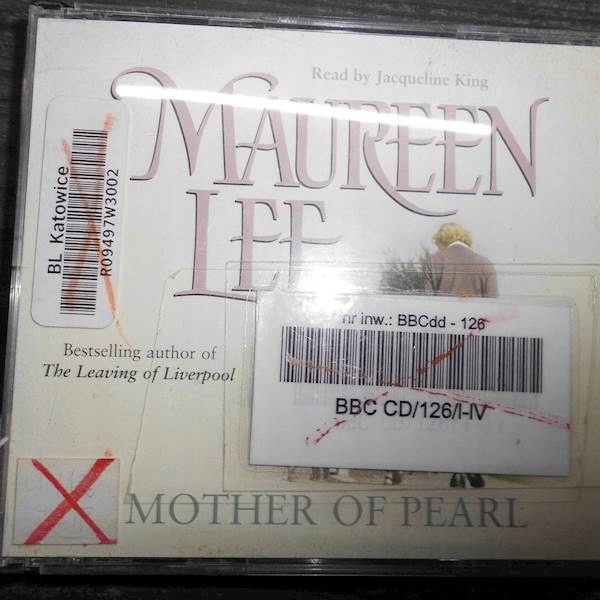 Read by Jacqueline King
MAUREEN
LEE
BL Katowice
R09497W3002
Bestselling author of
The Leaving of Liverpool
nr inw.: BBCdd - 126
BBC CD/126/I-IV
X MOTHER OF PEARL